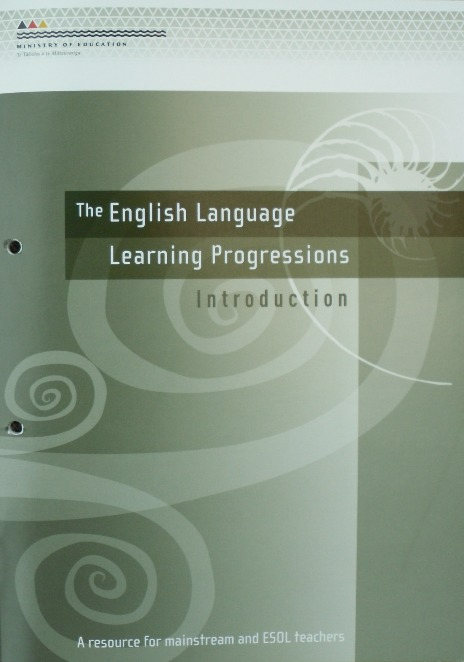 MINISTRY OF EDUCATION
Te Tāhuhu o te Mātauranga
The English Language
Learning Progressions
Introduction
A resource for mainstream and ESOL teachers